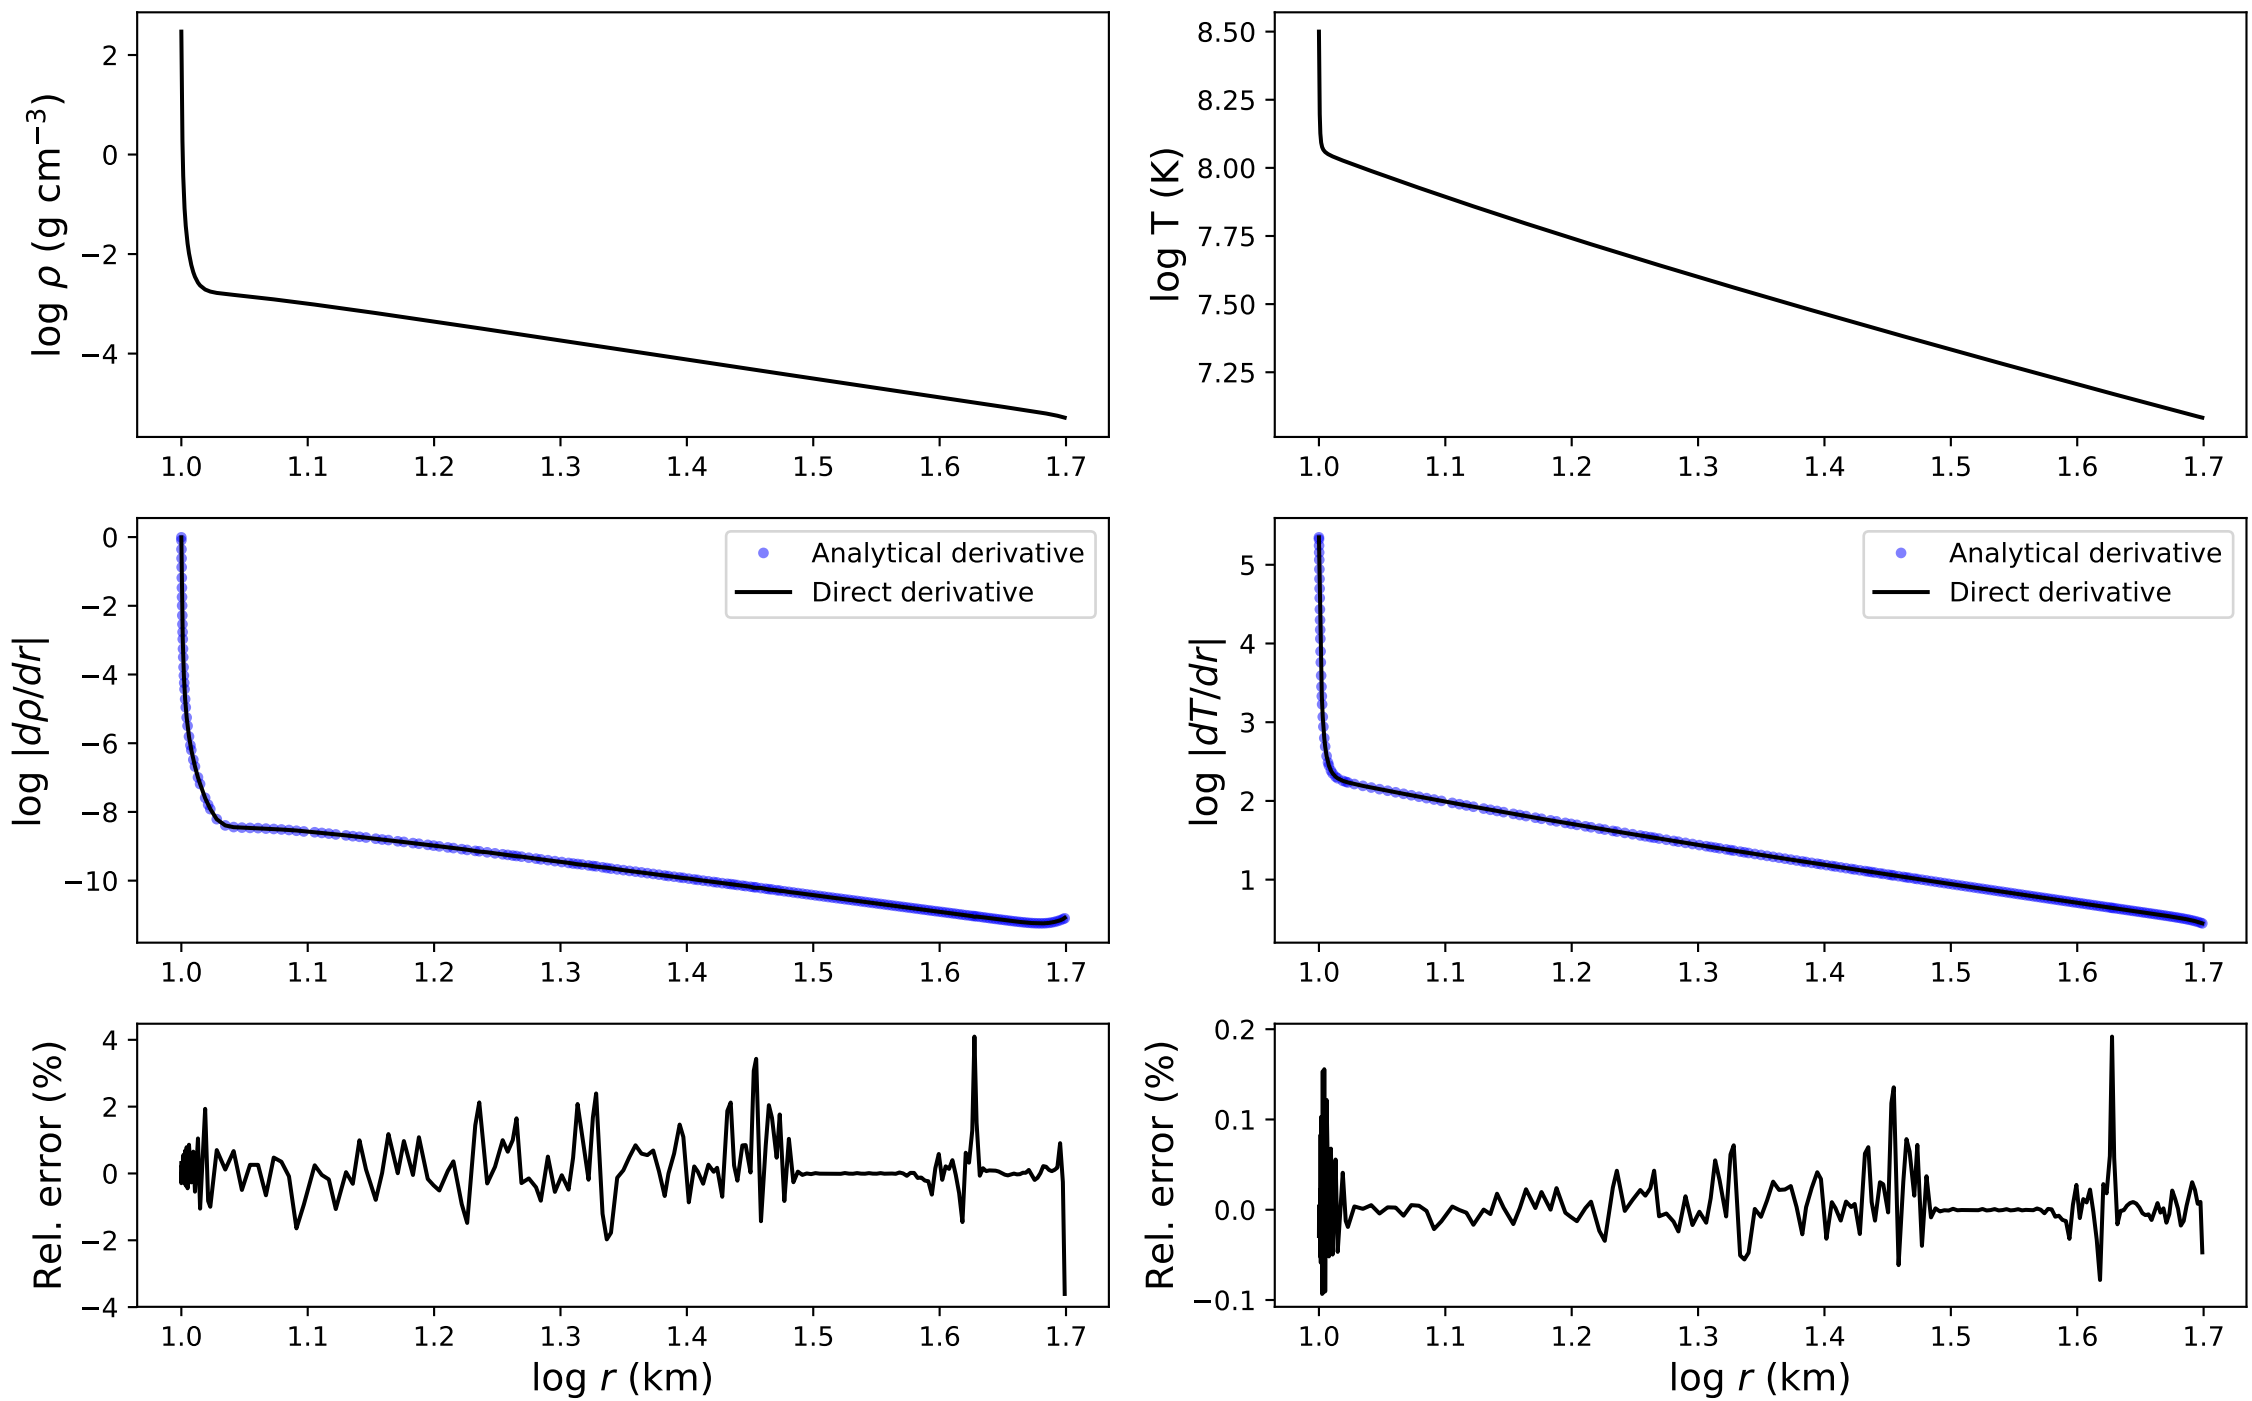 log ρ (g cm⁻³)
2
0
−2
−4
1.0 1.1 1.2 1.3 1.4 1.5 1.6 1.7
log T (K)
8.50
8.25
8.00
7.75
7.50
7.25
1.0 1.1 1.2 1.3 1.4 1.5 1.6 1.7
log |dρ/dr|
0
−2
−4
−6
−8
−10
Analytical derivative
Direct derivative
1.0 1.1 1.2 1.3 1.4 1.5 1.6 1.7
log |dT/dr|
5
4
3
2
1
Analytical derivative
Direct derivative
1.0 1.1 1.2 1.3 1.4 1.5 1.6 1.7
Rel. error (%)
4
2
0
−2
−4
1.0 1.1 1.2 1.3 1.4 1.5 1.6 1.7
log r (km)
Rel. error (%)
0.2
0.1
0.0
−0.1
1.0 1.1 1.2 1.3 1.4 1.5 1.6 1.7
log r (km)